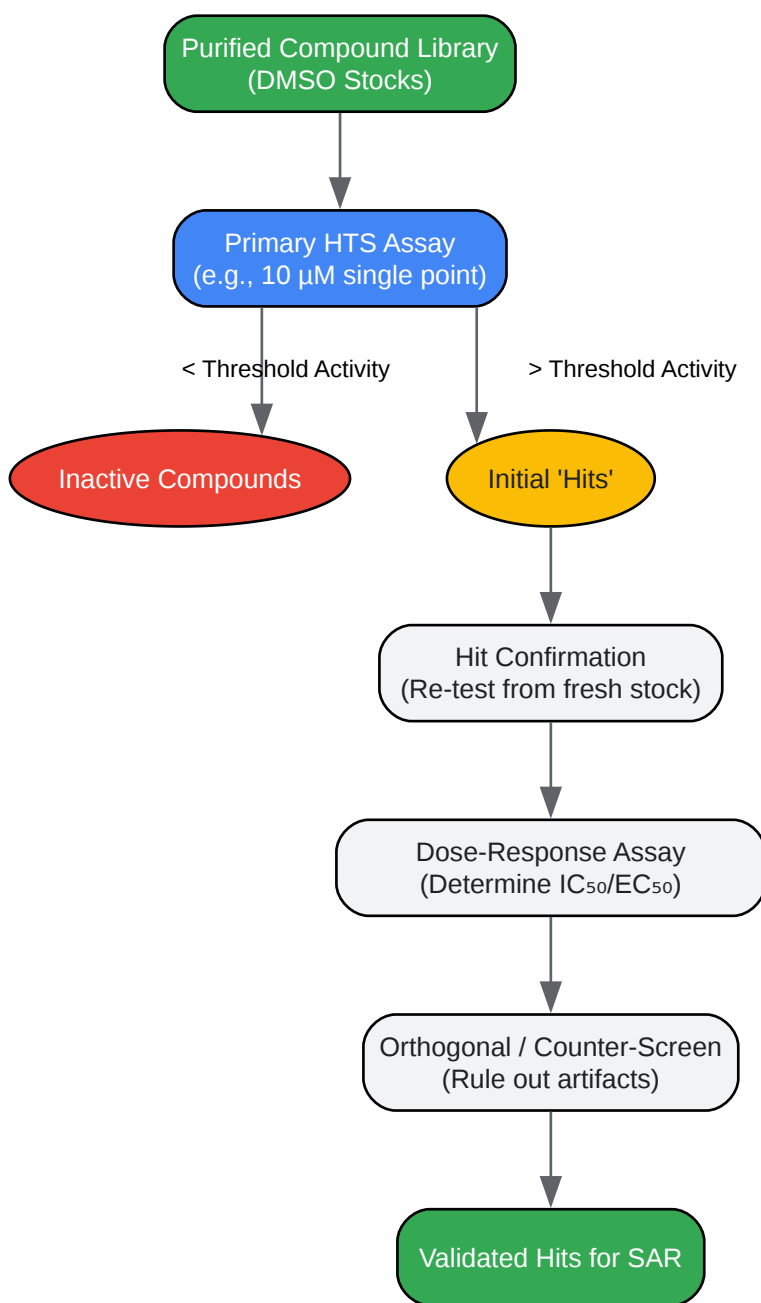 Purified Compound Library
(DMSO Stocks)
Primary HTS Assay
(e.g., 10 µM single point)
< Threshold Activity
> Threshold Activity
Inactive Compounds
Initial 'Hits'
Hit Confirmation
(Re-test from fresh stock)
Dose-Response Assay
(Determine IC₅₀/EC₅₀)
Orthogonal / Counter-Screen
(Rule out artifacts)
Validated Hits for SAR